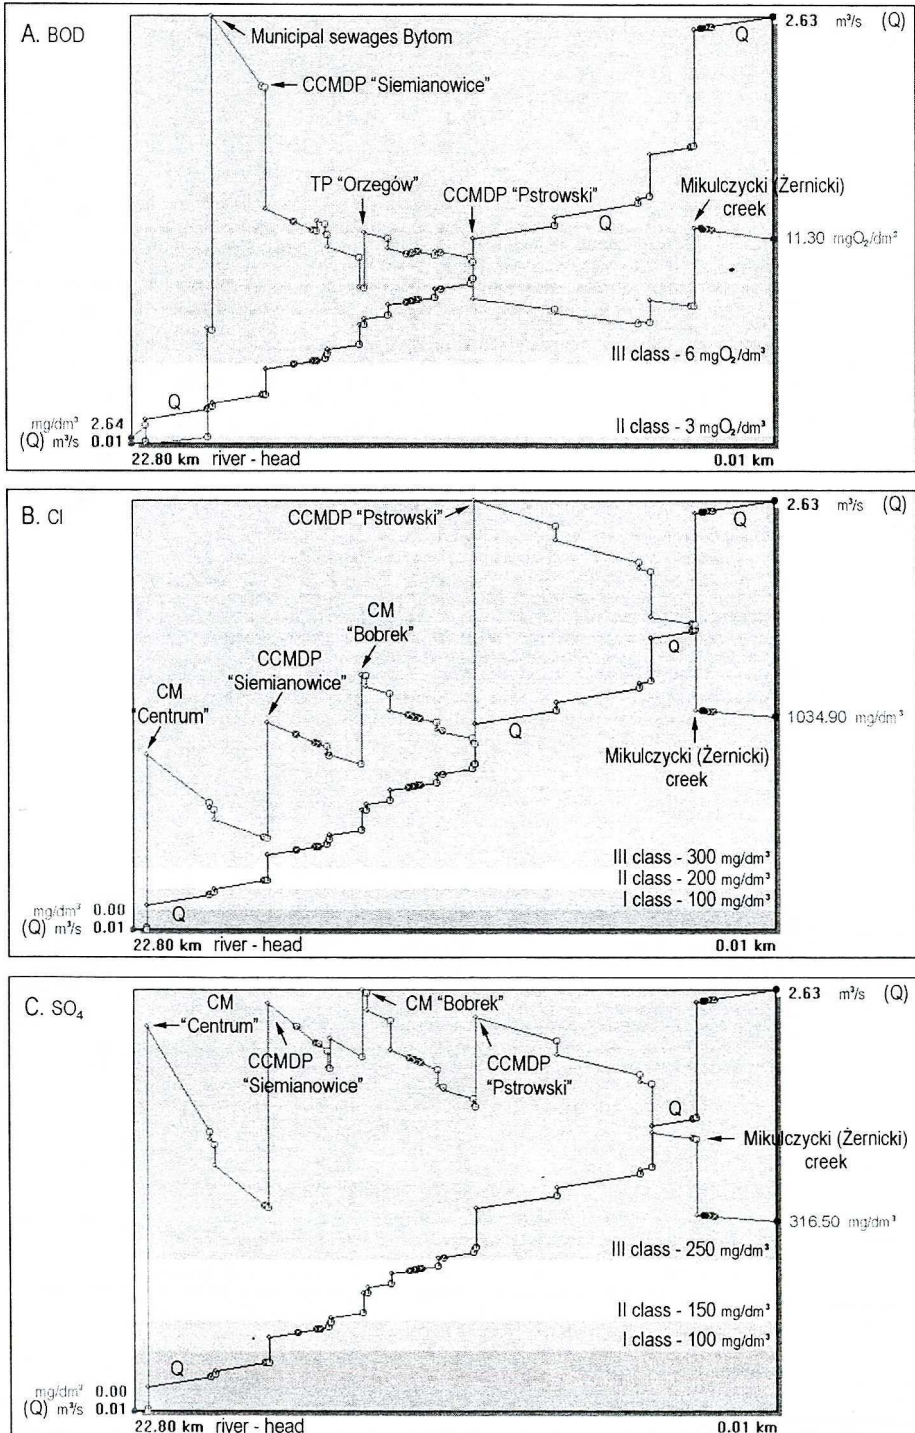 A. BOD
Municipal sewages Bytom
CCMDP "Siemianowice"
TP "Orzegów"
CCMDP "Pstrowski"
Q
2.63 m³/s (Q)
Mikulczycki (Żernicki)
creek
11.30 mgO₂/dm³
Q
III class - 6 mgO₂/dm³
Q
II class - 3 mgO₂/dm³
mg/dm³ 2.64
(Q) m³/s 0.01
22.80 km river - head
0.01 km
B. Cl
CCMDP "Pstrowski"
2.63 m³/s (Q)
Q
CM
"Bobrek"
CCMDP
"Siemianowice"
CM
"Centrum"
Q
Q
1034.90 mg/dm³
Mikulczycki (Żernicki)
creek
III class - 300 mg/dm³
II class - 200 mg/dm³
I class - 100 mg/dm³
Q
mg/dm³ 0.00
(Q) m³/s 0.01
22.80 km river - head
0.01 km
C. SO₄
CM
"Centrum"
CM "Bobrek"
2.63 m³/s (Q)
CCMDP
"Siemianowice"
CCMDP
"Pstrowski"
Q
Mikulczycki (Żernicki)
creek
316.50 mg/dm³
III class - 250 mg/dm³
II class - 150 mg/dm³
I class - 100 mg/dm³
Q
mg/dm³ 0.00
(Q) m³/s 0.01
22.80 km river - head
0.01 km